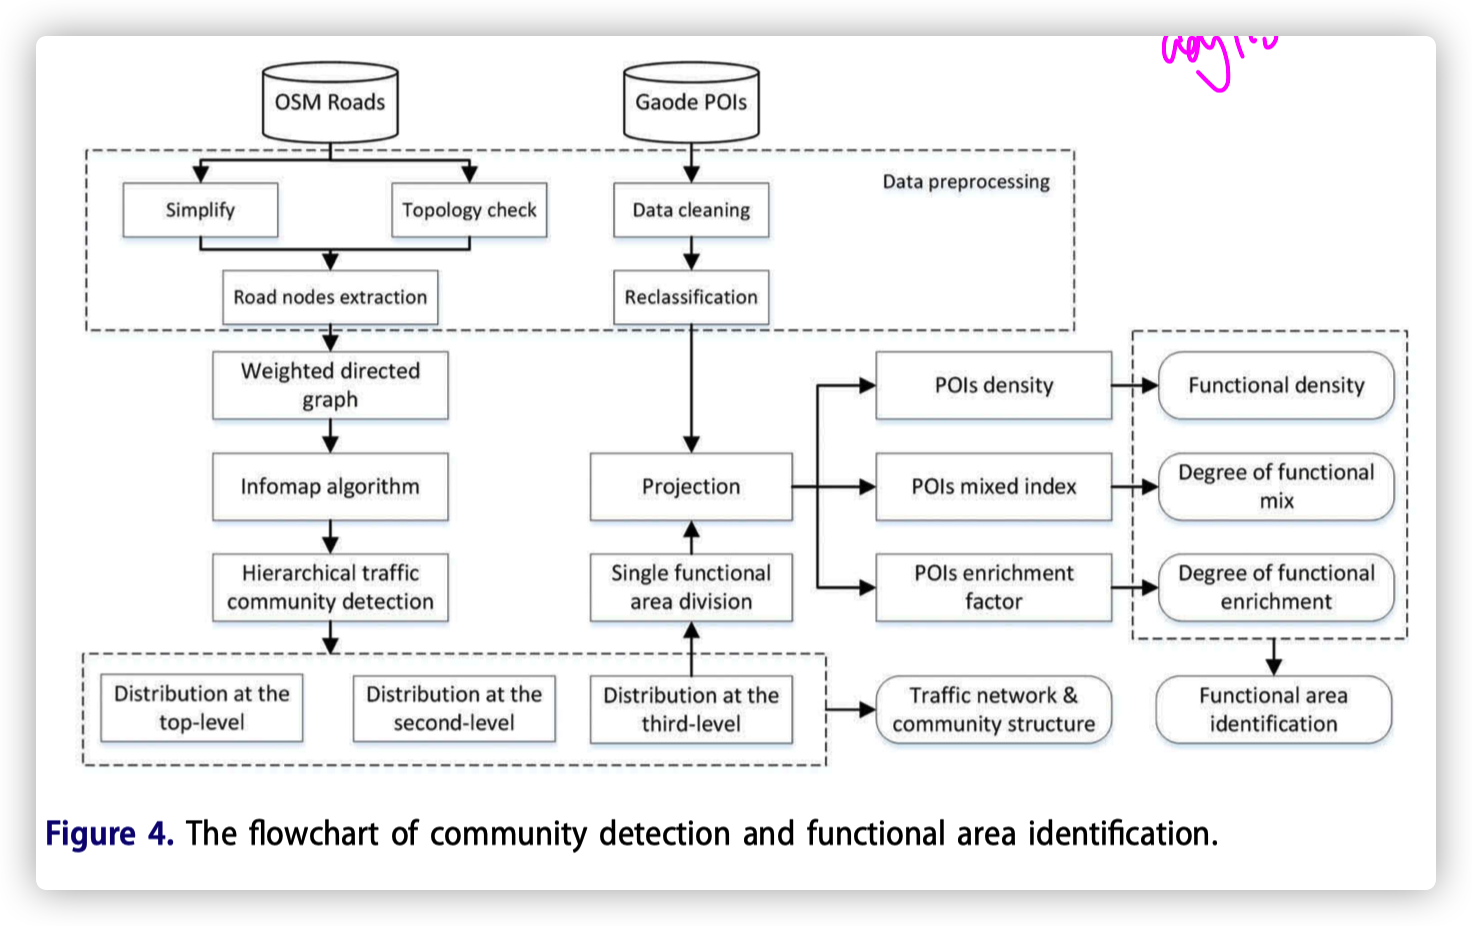 OSM Roads
Gaode POIs
Data preprocessing
Simplify
Topology check
Data cleaning
Road nodes extraction
Reclassification
Weighted directed
graph
POIs density
Functional density
Infomap algorithm
Projection
POIs mixed index
Degree of functional
mix
Hierarchical traffic
community detection
Single functional
area division
POIs enrichment
factor
Degree of functional
enrichment
Distribution at the
top-level
Distribution at the
second-level
Distribution at the
third-level
Traffic network &
community structure
Functional area
identification
Figure 4. The flowchart of community detection and functional area identification.